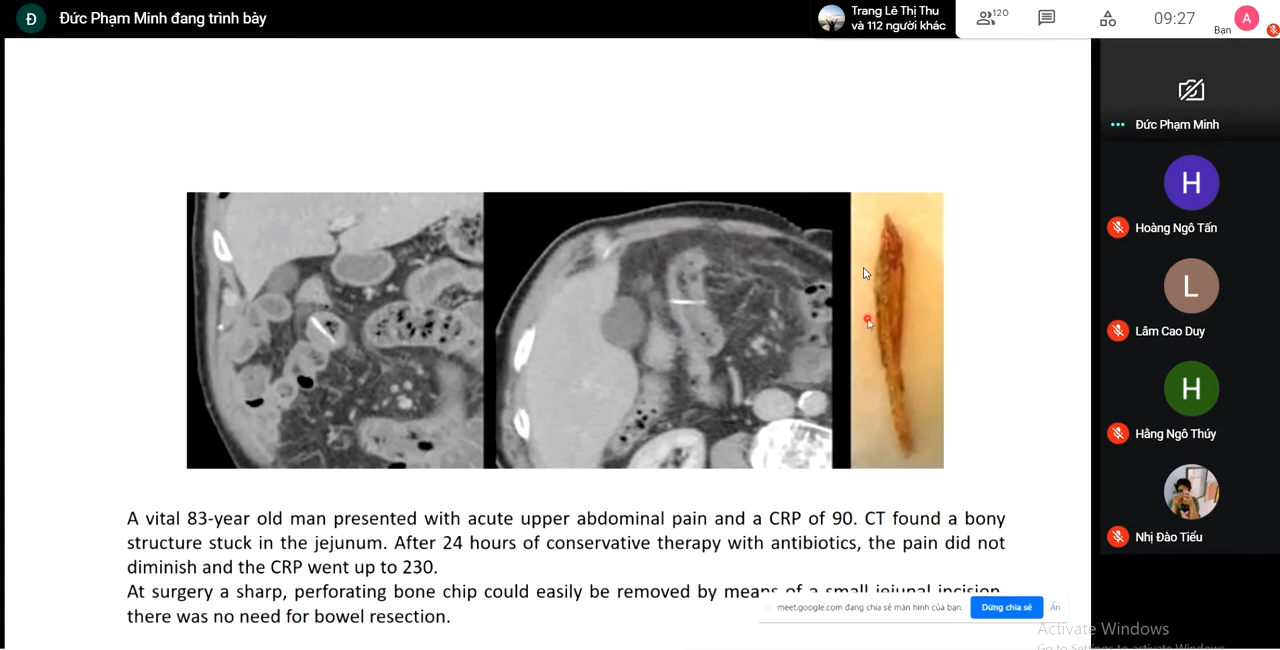 Đ
Đức Phạm Minh đang trình bày
Trang Lê Thị Thu
và 112 người khác
120
09:27
Bạn
A
Đức Phạm Minh
H
Hoàng Ngô Tấn
L
Lâm Cao Duy
H
Hằng Ngô Thúy
Nhị Đào Tiểu
A vital 83-year old man presented with acute upper abdominal pain and a CRP of 90. CT found a bony
structure stuck in the jejunum. After 24 hours of conservative therapy with antibiotics, the pain did not
diminish and the CRP went up to 230.
At surgery a sharp, perforating bone chip could easily be removed by means of a small jejunal incision,
there was no need for bowel resection.
meet.google.com đang chia sẻ màn hình của bạn.
Dừng chia sẻ
Ẩn
Activate Windows
Go to Settings to activate Windows.